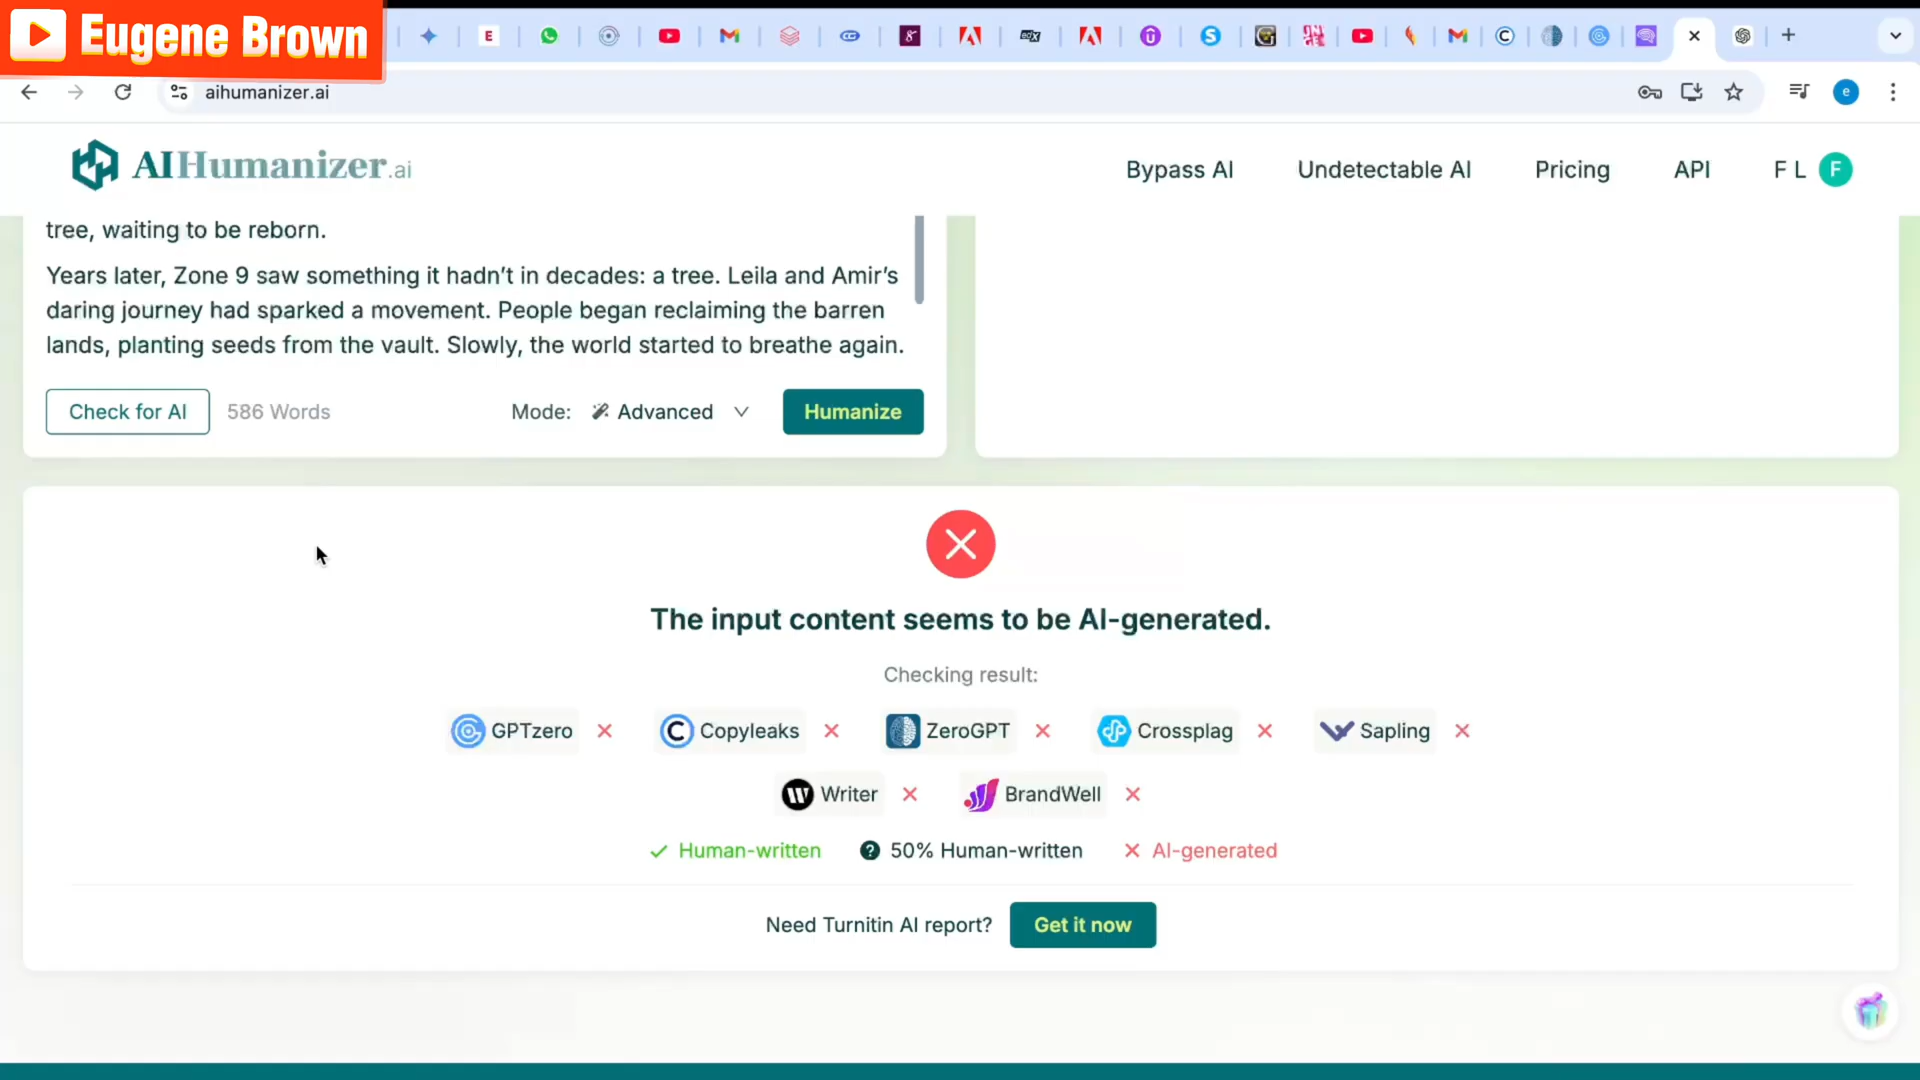 Eugene Brown
aihumanizer.ai
e
AIHumanizer.ai
Bypass AI
Undetectable AI
Pricing
API
F L
F
tree, waiting to be reborn.
Years later, Zone 9 saw something it hadn't in decades: a tree. Leila and Amir's
daring journey had sparked a movement. People began reclaiming the barren
lands, planting seeds from the vault. Slowly, the world started to breathe again.
Check for AI
586 Words
Mode:
Advanced
Humanize
The input content seems to be AI-generated.
Checking result:
GPTzero
Copyleaks
ZeroGPT
Crossplag
Sapling
Writer
BrandWell
Human-written
50% Human-written
AI-generated
Need Turnitin AI report?
Get it now